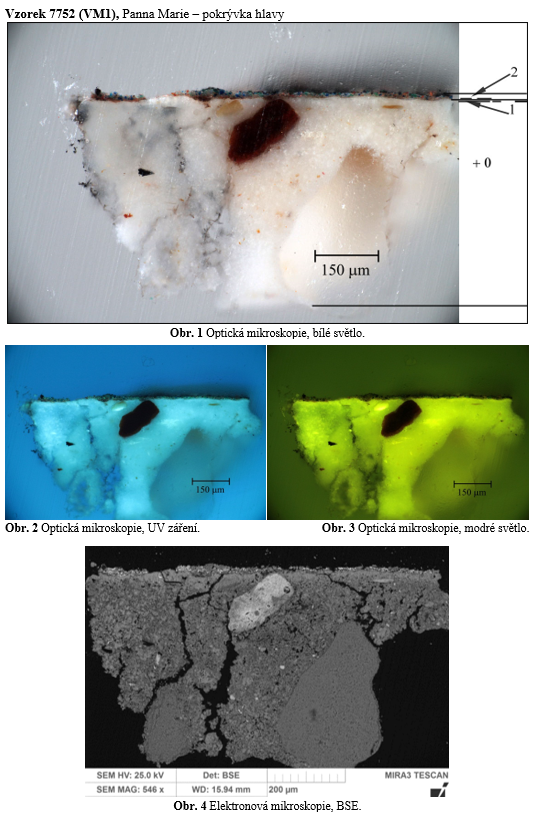 Vzorek 7752 (VM1), Panna Marie – pokrývka hlavy
2
1
+ 0
150 µm
Obr. 1 Optická mikroskopie, bílé světlo.
150 µm
150 µm
Obr. 2 Optická mikroskopie, UV záření.
Obr. 3 Optická mikroskopie, modré světlo.
SEM HV: 25.0 kV Det: BSE MIRA3 TESCAN
SEM MAG: 546 x WD: 15.94 mm 200 µm
Obr. 4 Elektronová mikroskopie, BSE.